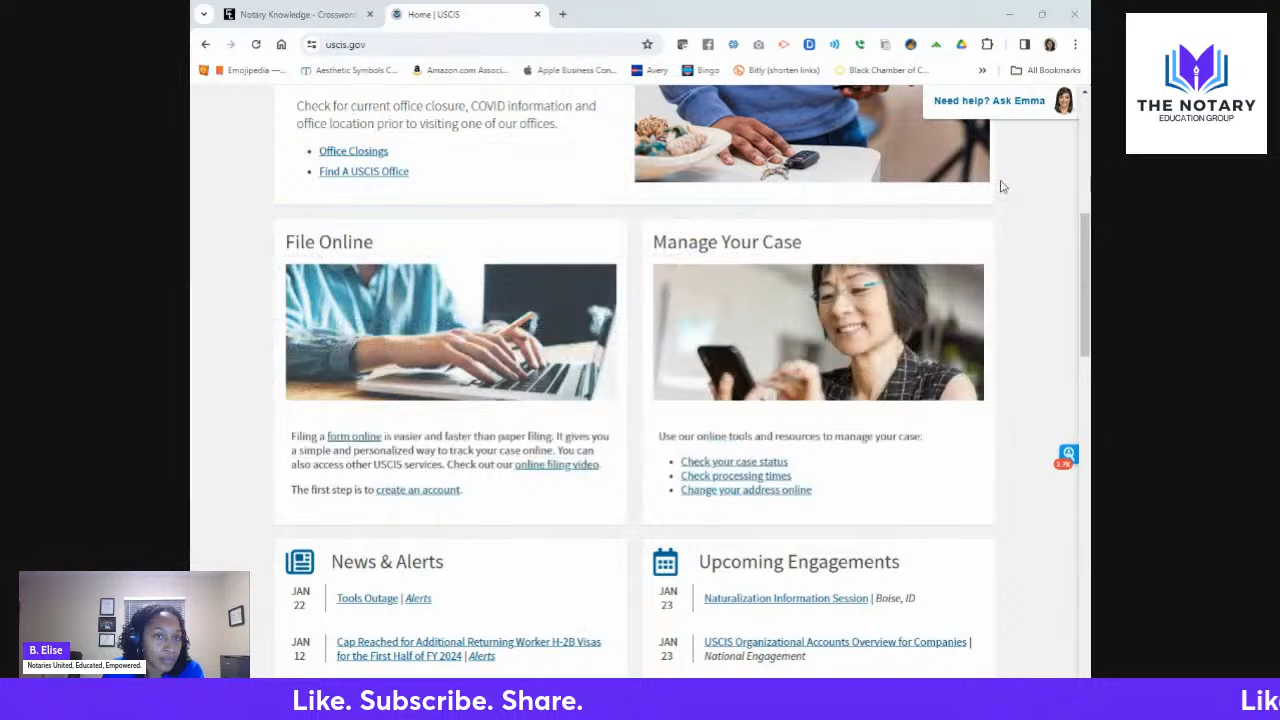 Notary Knowledge - Crossword
Home | USCIS
uscis.gov
Emojipedia —...
Aesthetic Symbols C...
Amazon.com Associ...
Apple Business Con...
Avery
Bingo
Bitly (shorten links)
Black Chamber of C...
All Bookmarks
THE NOTARY
EDUCATION GROUP
Need help? Ask Emma
Check for current office closure, COVID information and
office location prior to visiting one of our offices.
Office Closings
Find A USCIS Office
File Online
Manage Your Case
Filing a form online is easier and faster than paper filing. It gives you
a simple and personalized way to track your case online. You can
also access other USCIS services. Check out our online filing video.
The first step is to create an account.
Use our online tools and resources to manage your case:
Check your case status
Check processing times
Change your address online
2.7K
News & Alerts
JAN
22
Tools Outage | Alerts
JAN
12
Cap Reached for Additional Returning Worker H-2B Visas
for the First Half of FY 2024 | Alerts
Upcoming Engagements
JAN
23
Naturalization Information Session | Boise, ID
JAN
23
USCIS Organizational Accounts Overview for Companies |
National Engagement
B. Elise
Notaries United, Educated, Empowered.
Like. Subscribe. Share.
Lik